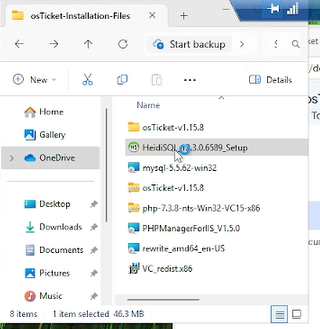 osTicket-Installation-Files
Start backup
New
Details
Name
Home
Gallery
OneDrive
Desktop
Downloads
Documents
Pictures
Music
osTicket-v1.15.8
HeidiSQL_12.3.0.6589_Setup
mysql-5.5.62-win32
osTicket-v1.15.8
php-7.3.8-nts-Win32-VC15-x86
PHPManagerForIIS_V1.5.0
rewrite_amd64_en-US
VC_redist.x86
8 items
1 item selected 46.3 MB